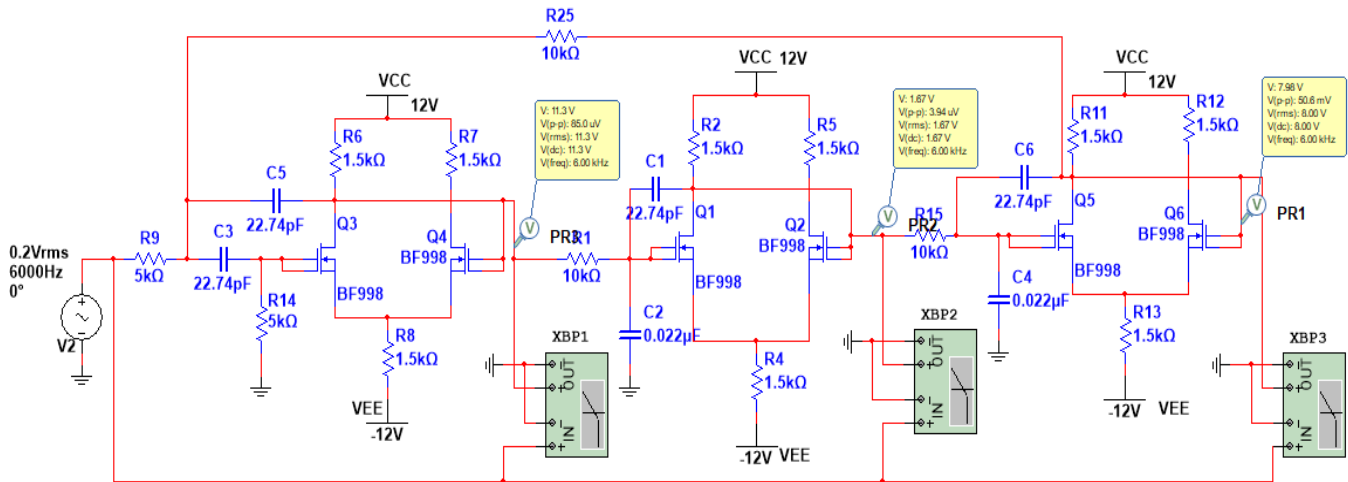 R25
10kΩ
VCC
12V
R6
1.5kΩ
R7
1.5kΩ
C5
22.74pF
Q3
Q4
BF998
BF998
0.2Vrms
6000Hz
0°
V2
R9
5kΩ
C3
22.74pF
R14
5kΩ
R8
1.5kΩ
VEE
-12V
V: 11.3 V
V(p-p): 85.0 uV
V(rms): 11.3 V
V(dc): 11.3 V
V(freq): 6.00 kHz
V
PR3
R1
10kΩ
XBP1
OUT
IN
VCC
12V
R2
1.5kΩ
R5
1.5kΩ
C1
22.74pF
Q1
Q2
BF998
BF998
C2
0.022µF
R4
1.5kΩ
-12V
VEE
V: 1.67 V
V(p-p): 3.94 uV
V(rms): 1.67 V
V(dc): 1.67 V
V(freq): 6.00 kHz
V
PR2
R15
10kΩ
XBP2
OUT
IN
VCC
12V
R11
1.5kΩ
R12
1.5kΩ
C6
22.74pF
Q5
Q6
BF998
BF998
C4
0.022µF
R13
1.5kΩ
-12V
VEE
V: 7.98 V
V(p-p): 50.6 mV
V(rms): 8.00 V
V(dc): 8.00 V
V(freq): 6.00 kHz
V
PR1
XBP3
OUT
IN